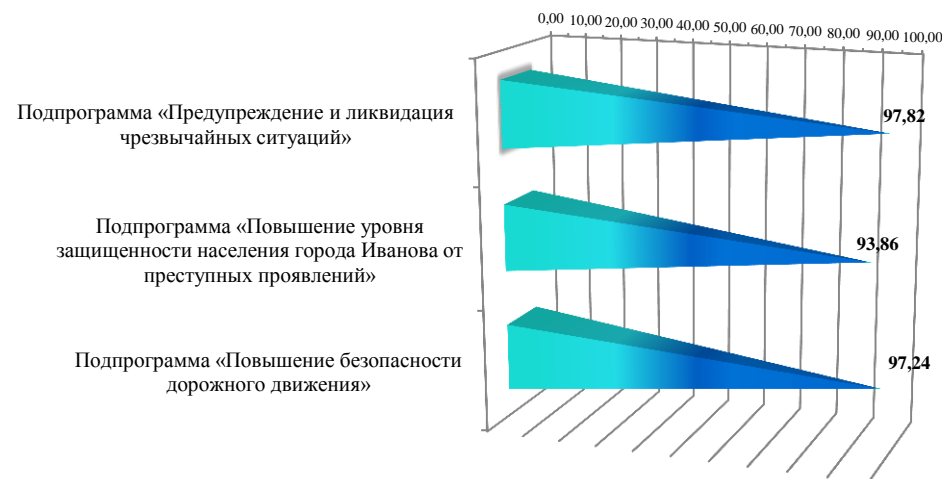 0,00 10,00 20,00 30,00 40,00 50,00 60,00 70,00 80,00 90,00 100,00
Подпрограмма «Предупреждение и ликвидация
чрезвычайных ситуаций»
97,82
Подпрограмма «Повышение уровня
защищенности населения города Иванова от
преступных проявлений»
93,86
Подпрограмма «Повышение безопасности
дорожного движения»
97,24